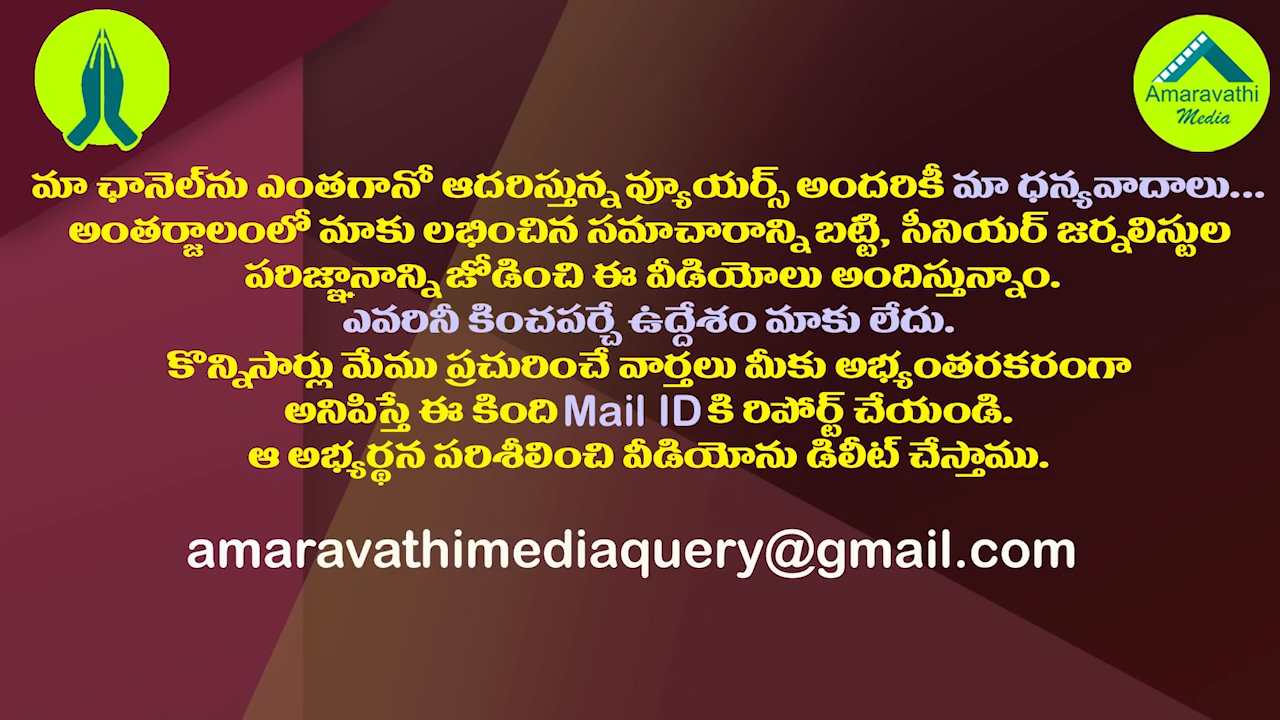 Amaravathi
Media
మా ఛానెల్‌ను ఎంతగానో ఆదరిస్తున్న వ్యూయర్స్ అందరికీ మా ధన్యవాదాలు...
అంతర్జాలంలో మాకు లభించిన సమాచారాన్ని బట్టి, సీనియర్ జర్నలిస్టుల
పరిజ్ఞానాన్ని జోడించి ఈ వీడియోలు అందిస్తున్నాం.
ఎవరినీ కించపర్చే ఉద్దేశం మాకు లేదు.
కొన్నిసార్లు మేము ప్రచురించే వార్తలు మీకు అభ్యంతరకరంగా
అనిపిస్తే ఈ కింది Mail ID కి రిపోర్ట్ చేయండి.
ఆ అభ్యర్థన పరిశీలించి వీడియోను డిలీట్ చేస్తాము.
amaravathimediaquery@gmail.com